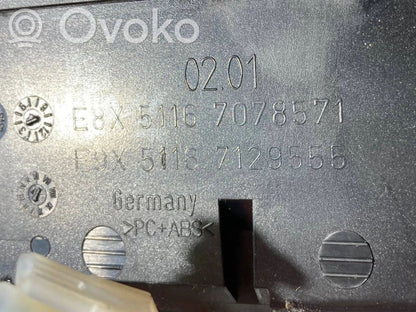 Ovoko
02.01
E8X 5116 7078571
E9X 5116 7129555
Germany
>PC+ABS<